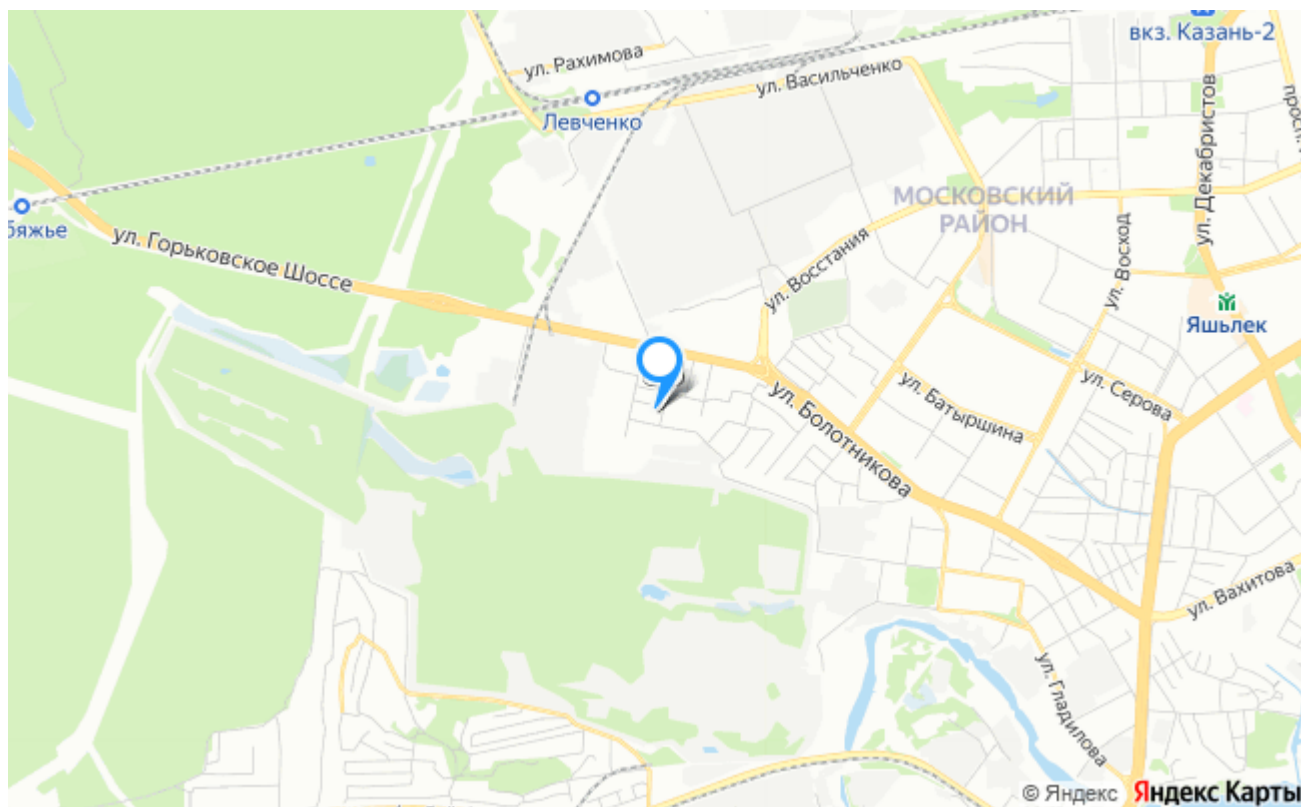 вкз. Казань-2
ул. Рахимова
ул. Васильченко
Левченко
ул. Декабристов
МОСКОВСКИЙ
РАЙОН
бяжье
ул. Горьковское Шоссе
ул. Восстания
ул. Восход
Яшьлек
ул. Серова
ул. Батыршина
ул. Болотникова
ул. Вахитова
ул. Гладилова
© Яндекс Яндекс Карты